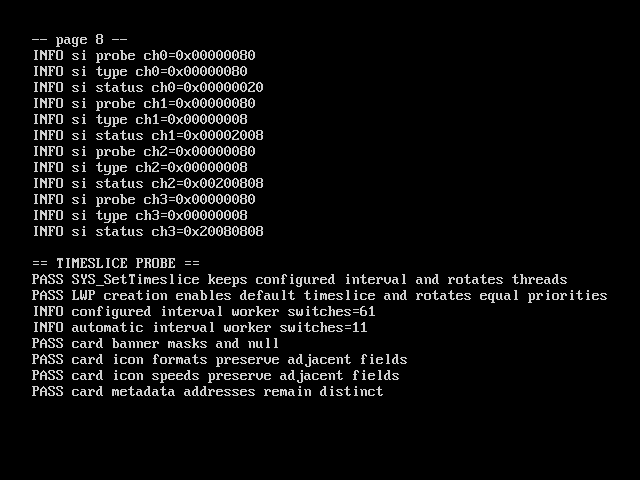 -- page 8 --
INFO si probe ch0=0x00000080
INFO si type ch0=0x00000080
INFO si status ch0=0x00000020
INFO si probe ch1=0x00000080
INFO si type ch1=0x00000008
INFO si status ch1=0x00002008
INFO si probe ch2=0x00000080
INFO si type ch2=0x00000008
INFO si status ch2=0x00200808
INFO si probe ch3=0x00000080
INFO si type ch3=0x00000008
INFO si status ch3=0x20080808
== TIMESLICE PROBE ==
PASS SYS_SetTimeslice keeps configured interval and rotates threads
PASS LWP creation enables default timeslice and rotates equal priorities
INFO configured interval worker switches=61
INFO automatic interval worker switches=11
PASS card banner masks and null
PASS card icon formats preserve adjacent fields
PASS card icon speeds preserve adjacent fields
PASS card metadata addresses remain distinct